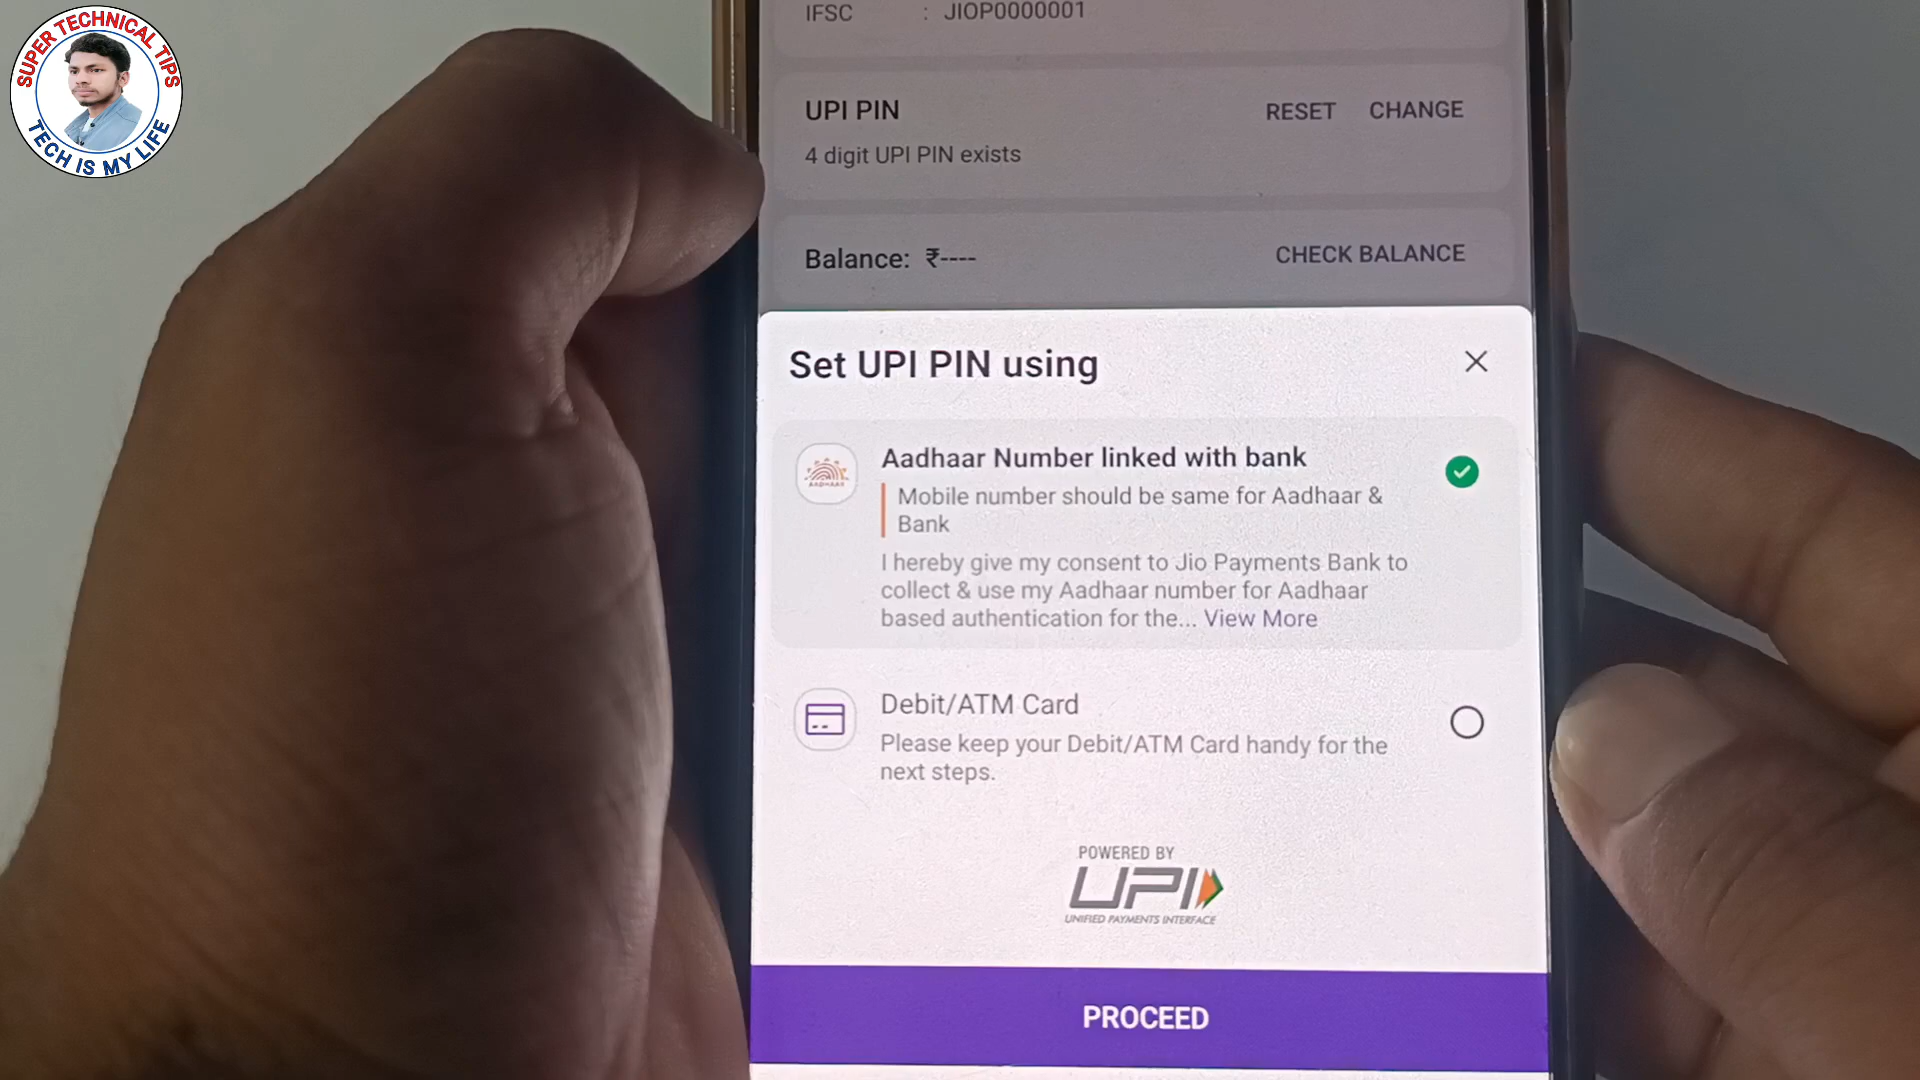 SUPER TECHNICAL TIPS
TECH IS MY LIFE
IFSC : JIOP0000001
UPI PIN RESET CHANGE
4 digit UPI PIN exists
Balance: ₹---- CHECK BALANCE
Set UPI PIN using
Aadhaar Number linked with bank
AADHAAR
Mobile number should be same for Aadhaar &
Bank
I hereby give my consent to Jio Payments Bank to
collect & use my Aadhaar number for Aadhaar
based authentication for the... View More
Debit/ATM Card
Please keep your Debit/ATM Card handy for the
next steps.
POWERED BY
UPI
UNIFIED PAYMENTS INTERFACE
PROCEED